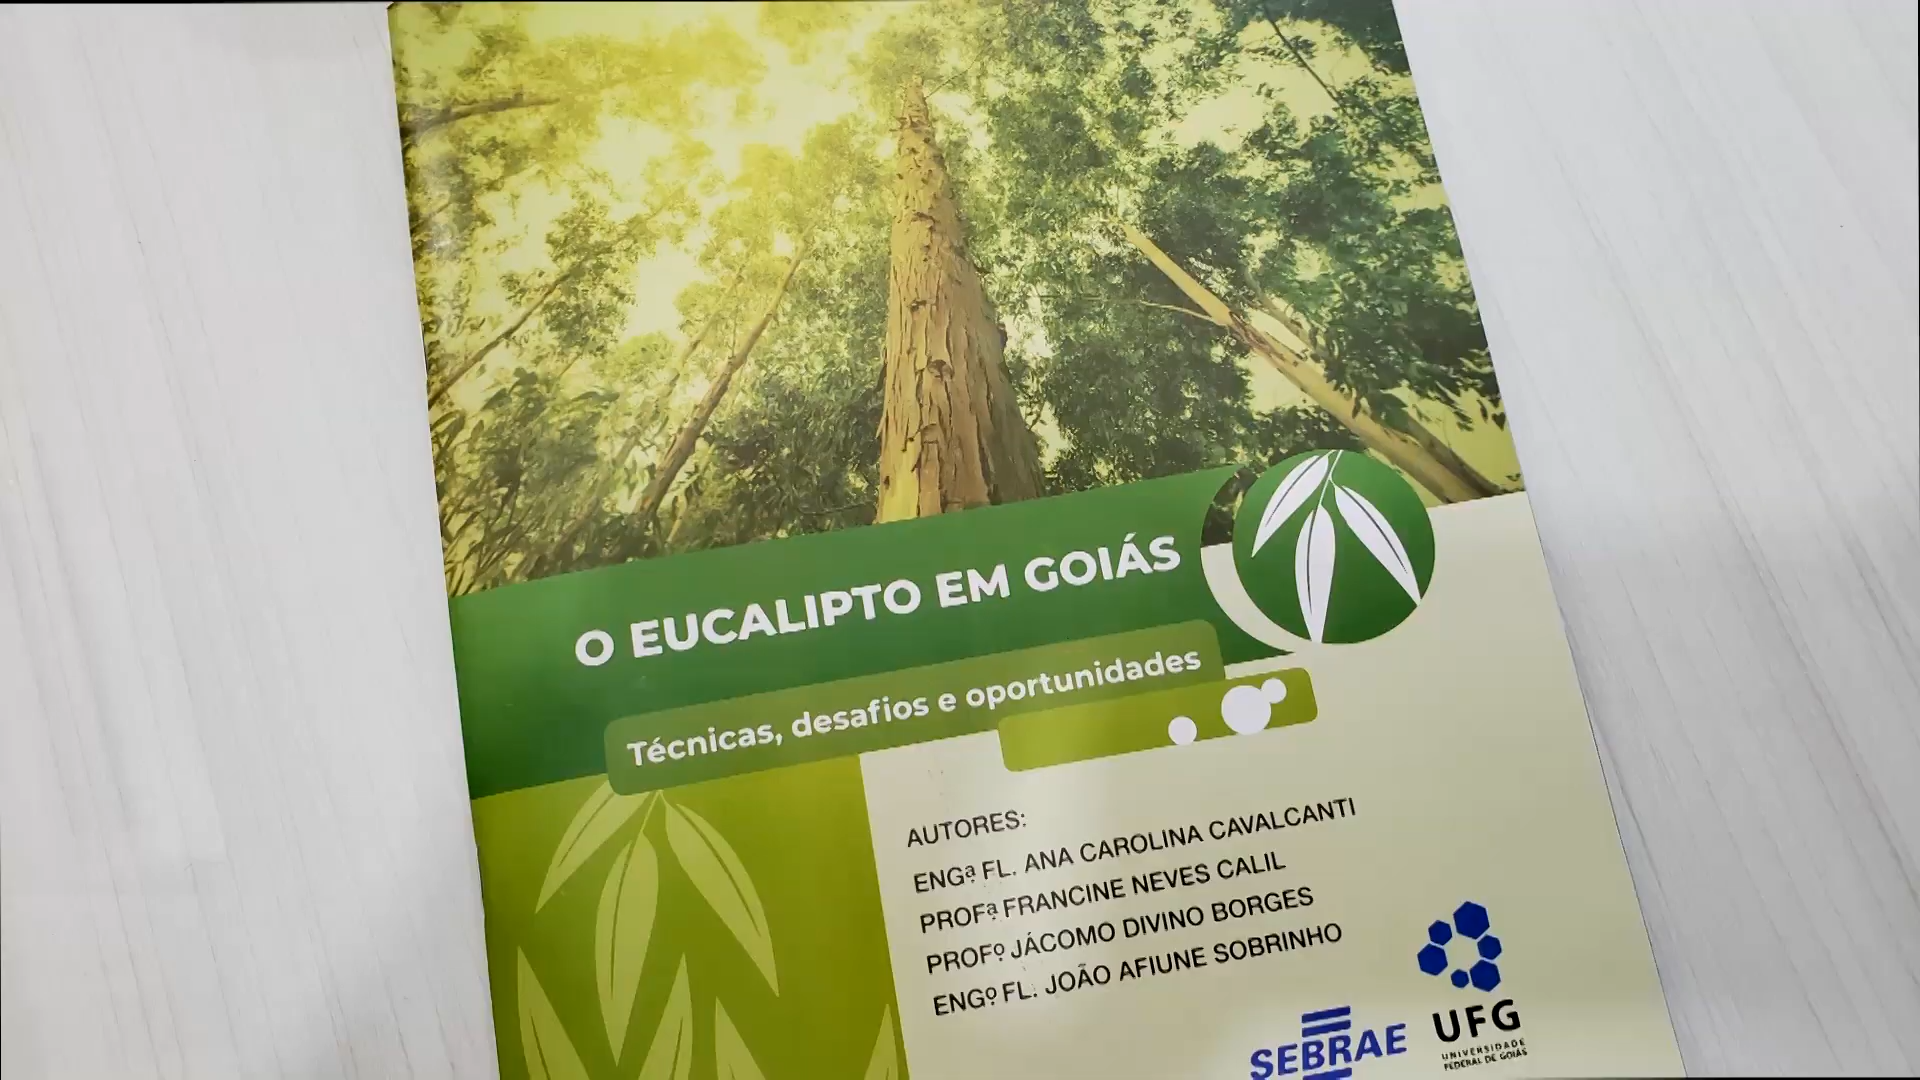 O EUCALIPTO EM GOIÁS
Técnicas, desafios e oportunidades
AUTORES:
ENGª FL. ANA CAROLINA CAVALCANTI
PROFª FRANCINE NEVES CALIL
PROFº JÁCOMO DIVINO BORGES
ENGº FL. JOÃO AFIUNE SOBRINHO
SEBRAE
UFG
UNIVERSIDADE
FEDERAL DE GOIÁS